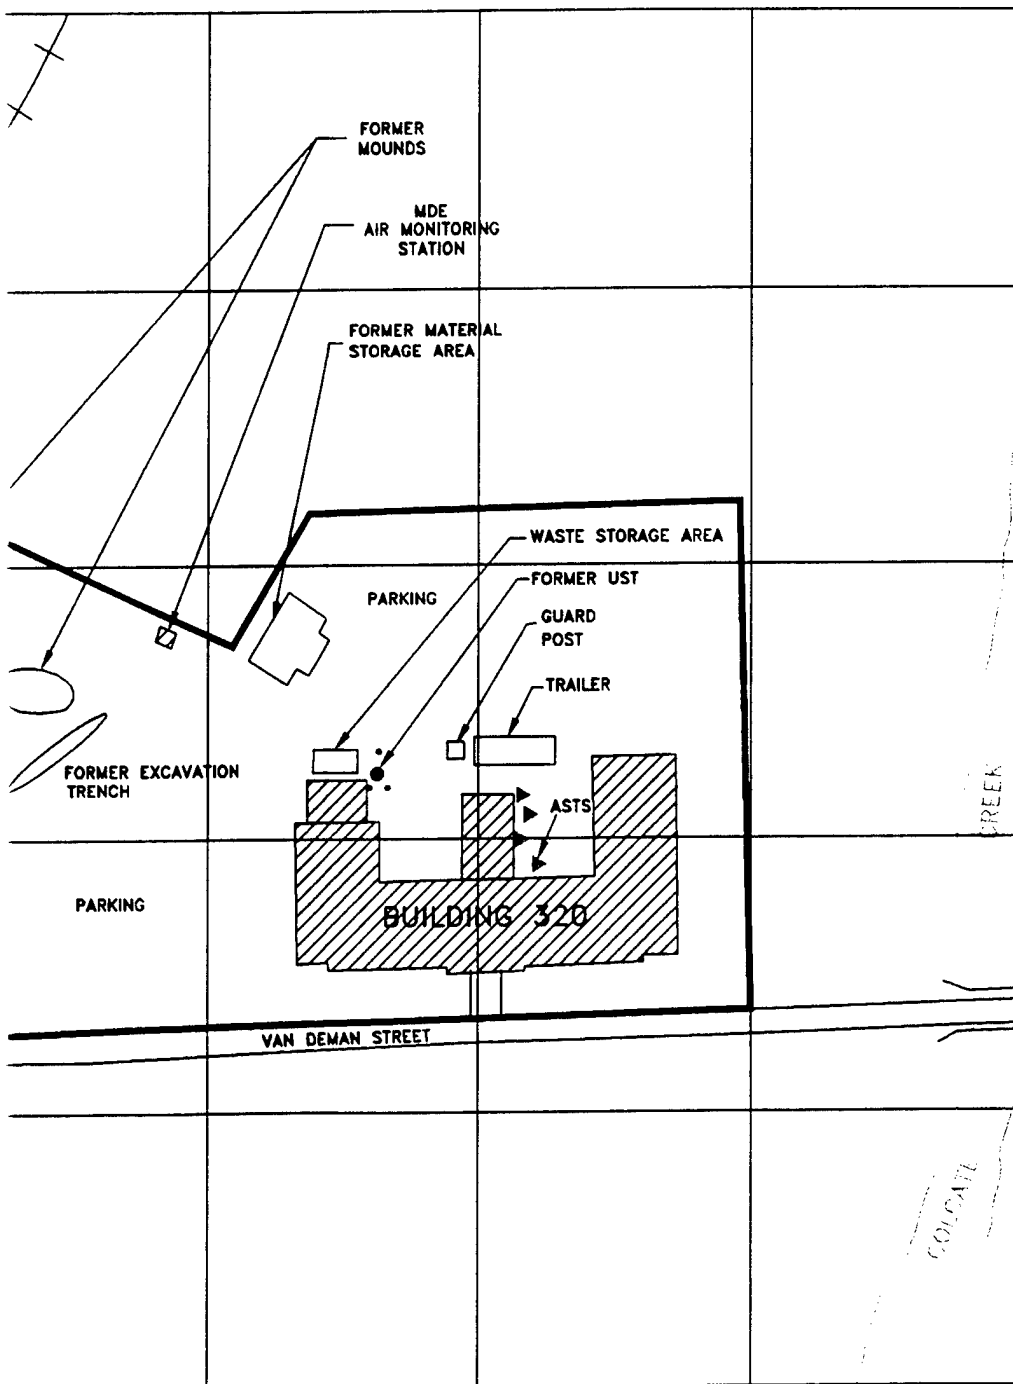 FORMER
MOUNDS
MDE
AIR MONITORING
STATION
FORMER MATERIAL
STORAGE AREA
WASTE STORAGE AREA
FORMER UST
PARKING
GUARD
POST
TRAILER
FORMER EXCAVATION
TRENCH
ASTS
CREEK
PARKING
BUILDING 320
VAN DEMAN STREET
COLGATE